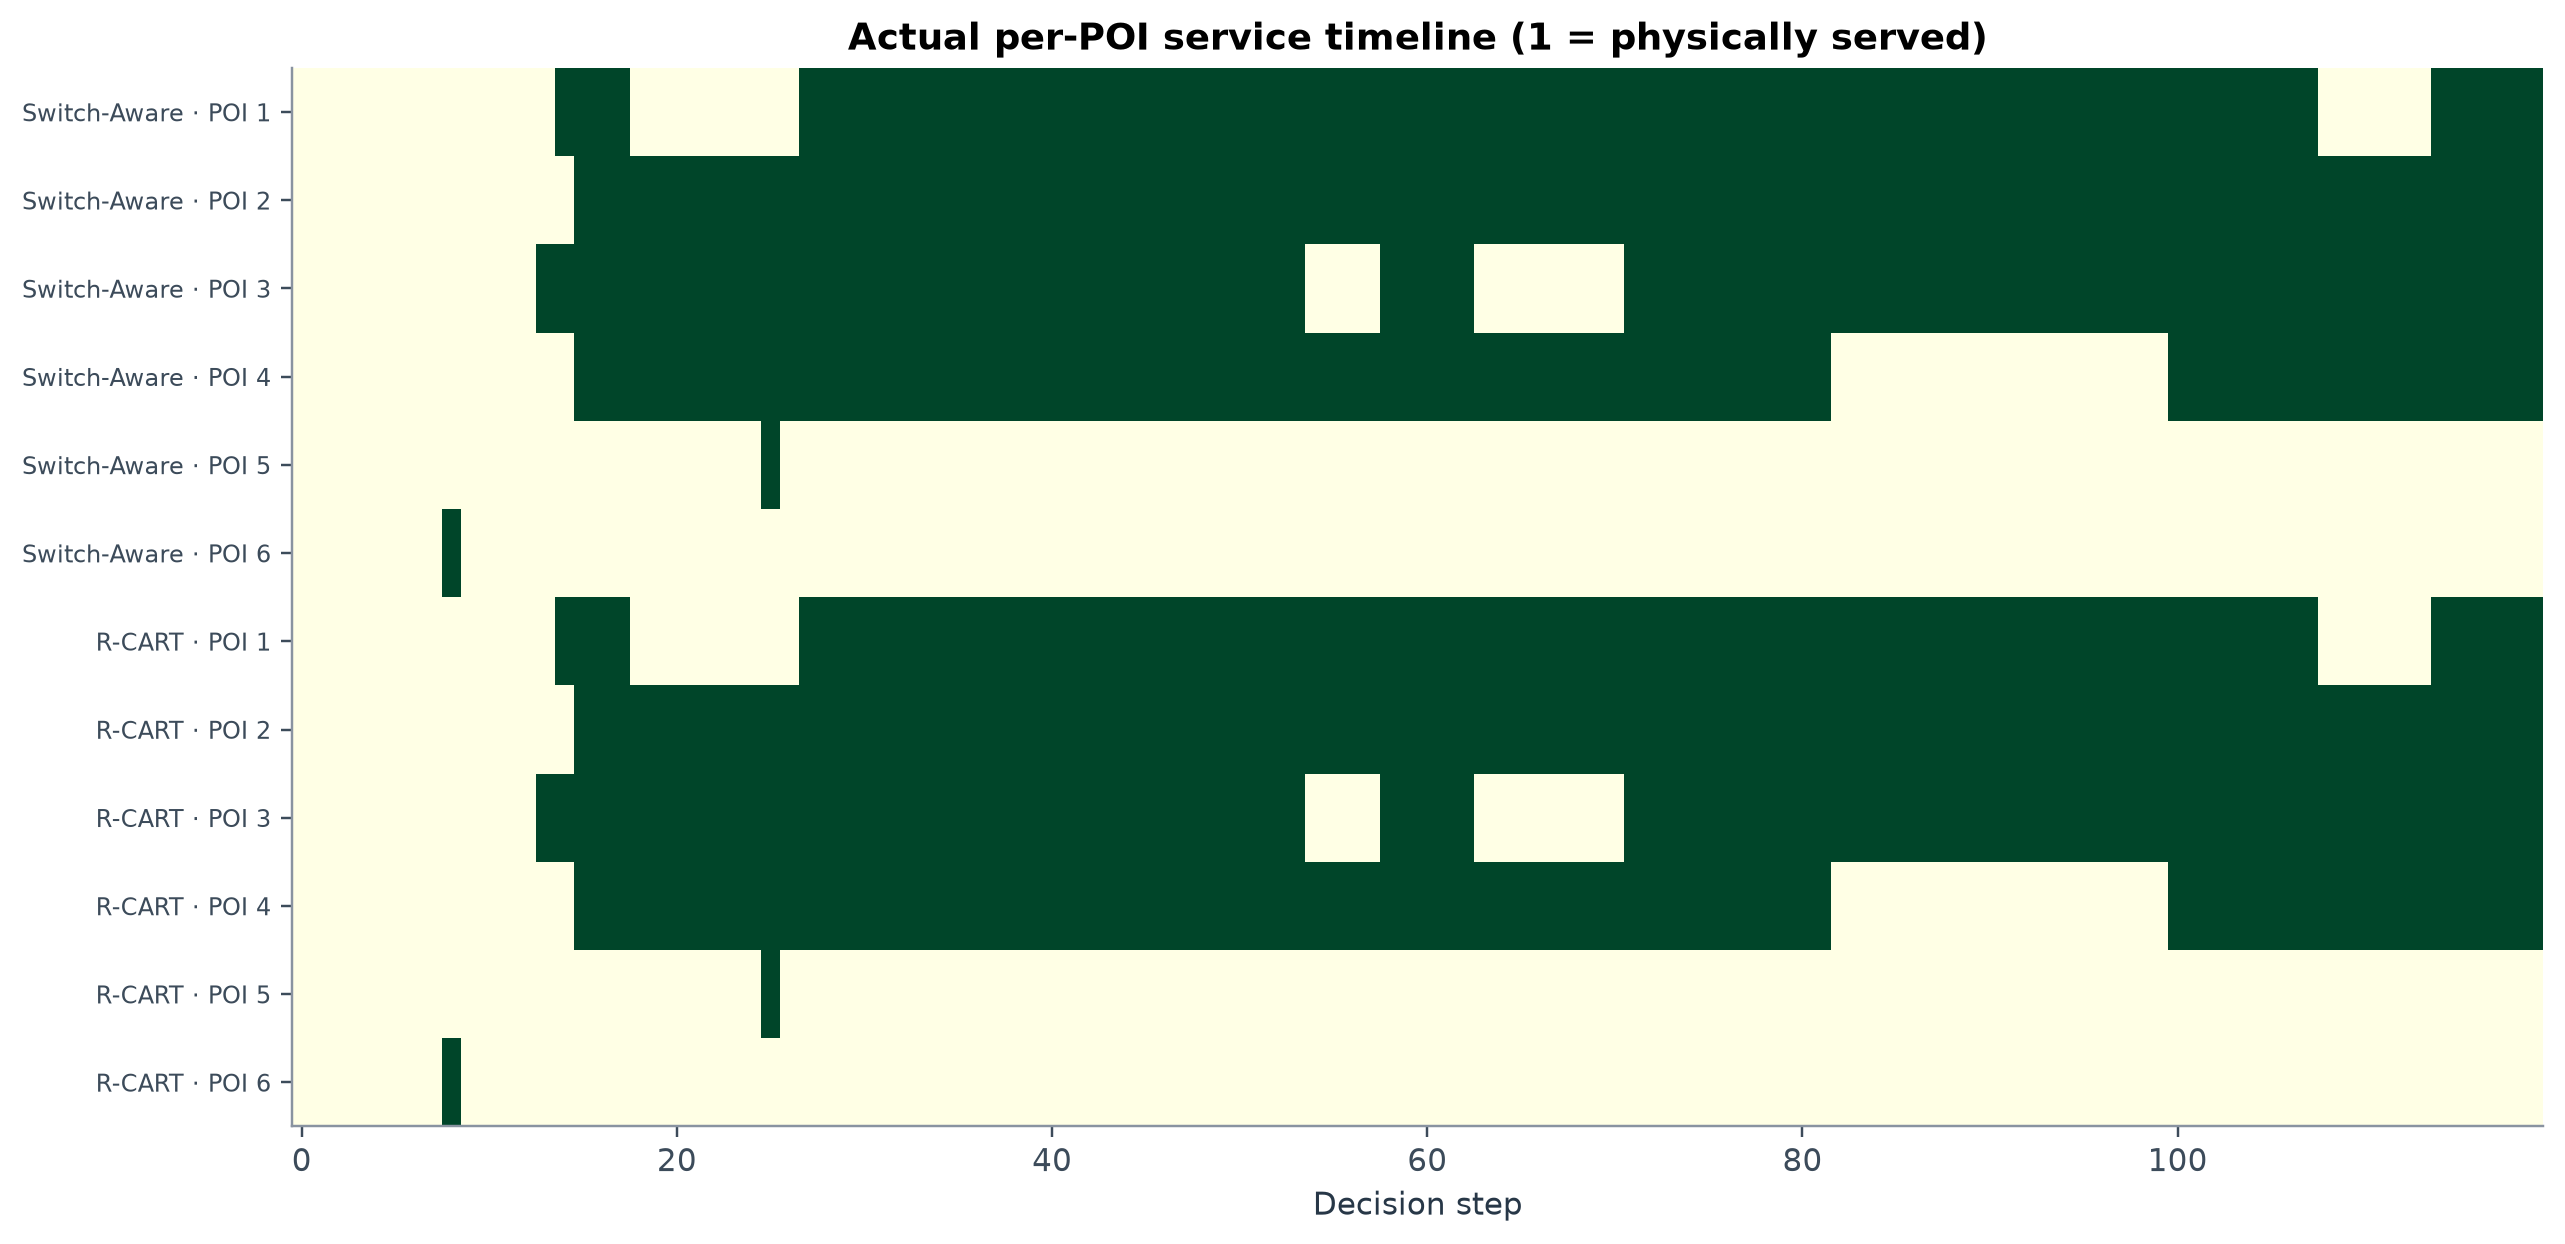 Actual per-POI service timeline (1 = physically served)
Switch-Aware · POI 1
Switch-Aware · POI 2
Switch-Aware · POI 3
Switch-Aware · POI 4
Switch-Aware · POI 5
Switch-Aware · POI 6
R-CART · POI 1
R-CART · POI 2
R-CART · POI 3
R-CART · POI 4
R-CART · POI 5
R-CART · POI 6
0 20 40 60 80 100
Decision step